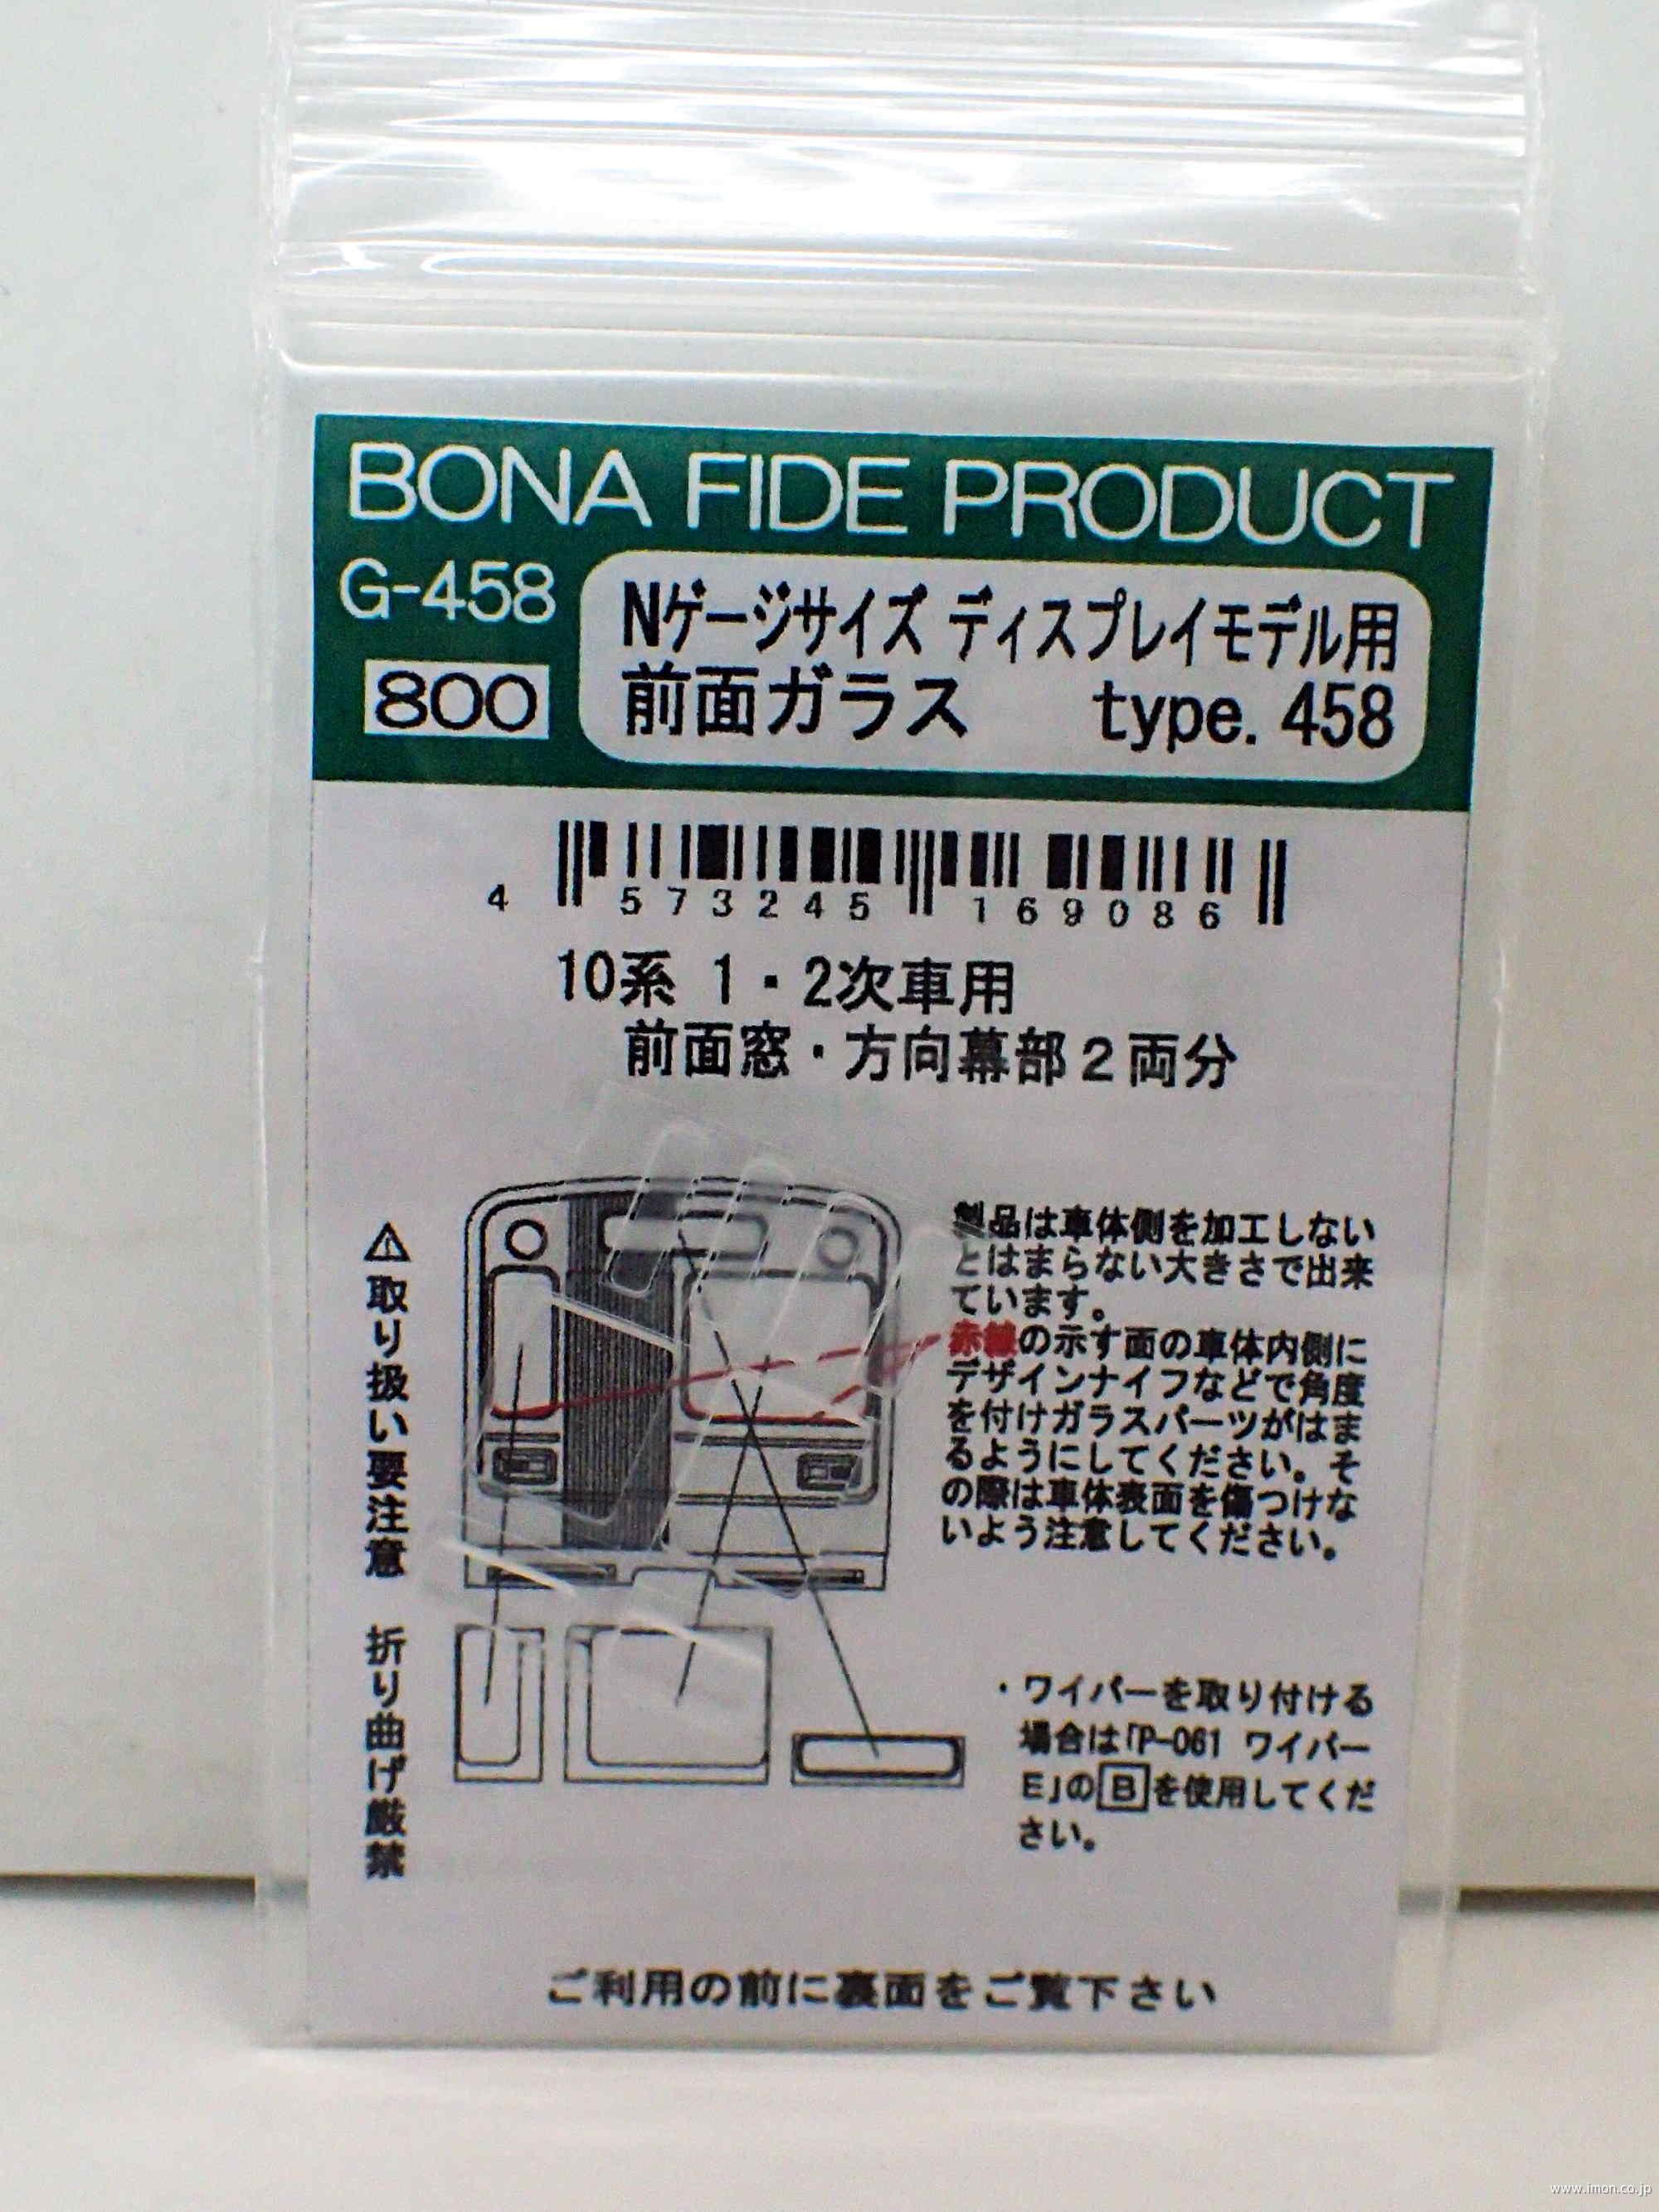 BONA FIDE PRODUCT
G-458
800
Nゲージサイズ ディスプレイモデル用
前面ガラス type. 458
4 573245 169086
10系 1・2次車用
前面窓・方向幕部2両分
⚠取り扱い要注意 折り曲げ厳禁
製品は車体側を加工しない
とはまらない大きさで出来
ています。
赤線の示す面の車体内側に
デザインナイフなどで角度
を付けガラスパーツがはま
るようにしてください。そ
の際は車体表面を傷つけな
いよう注意してください。
・ワイパーを取り付ける
場合は「P-061 ワイパー
E」のBを使用してくだ
さい。
ご利用の前に裏面をご覧下さい
www.imon.co.jp